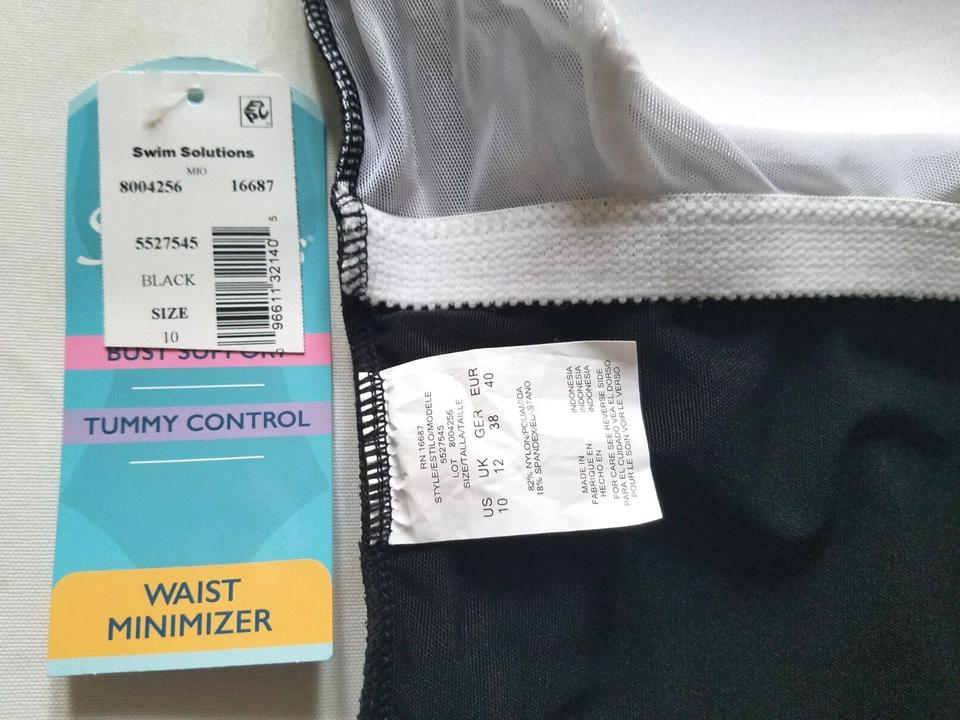 Swim Solutions
MIO
8004256 16687
5527545
BLACK
SIZE
10
96611 32140 5
BUST SUPPORT
TUMMY CONTROL
WAIST
MINIMIZER
RN 16687
STYLE/ESTILO/MODELE
5527545
LOT 8004256
SIZE/TALLA/TAILLE
US UK GER EUR
10 12 38 40
82% NYLON/POLIAMIDA
18% SPANDEX/ELASTANO
MADE IN INDONESIA
FABRIQUE EN INDONESIA
HECHO EN INDONESIA
FOR CARE SEE REVERSE SIDE
PARA EL CUIDADO VEA EL DORSO
POUR LE SOIN VOIR LE VERSO